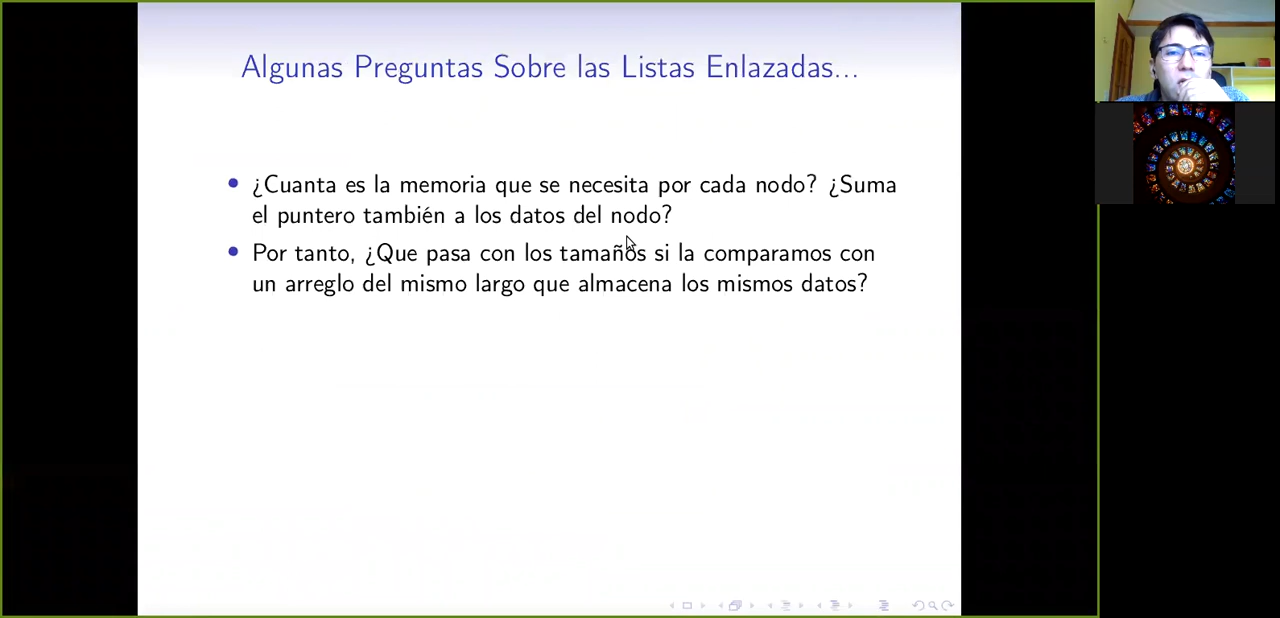 Algunas Preguntas Sobre las Listas Enlazadas...
¿Cuanta es la memoria que se necesita por cada nodo? ¿Suma
el puntero también a los datos del nodo?
Por tanto, ¿Que pasa con los tamaños si la comparamos con
un arreglo del mismo largo que almacena los mismos datos?